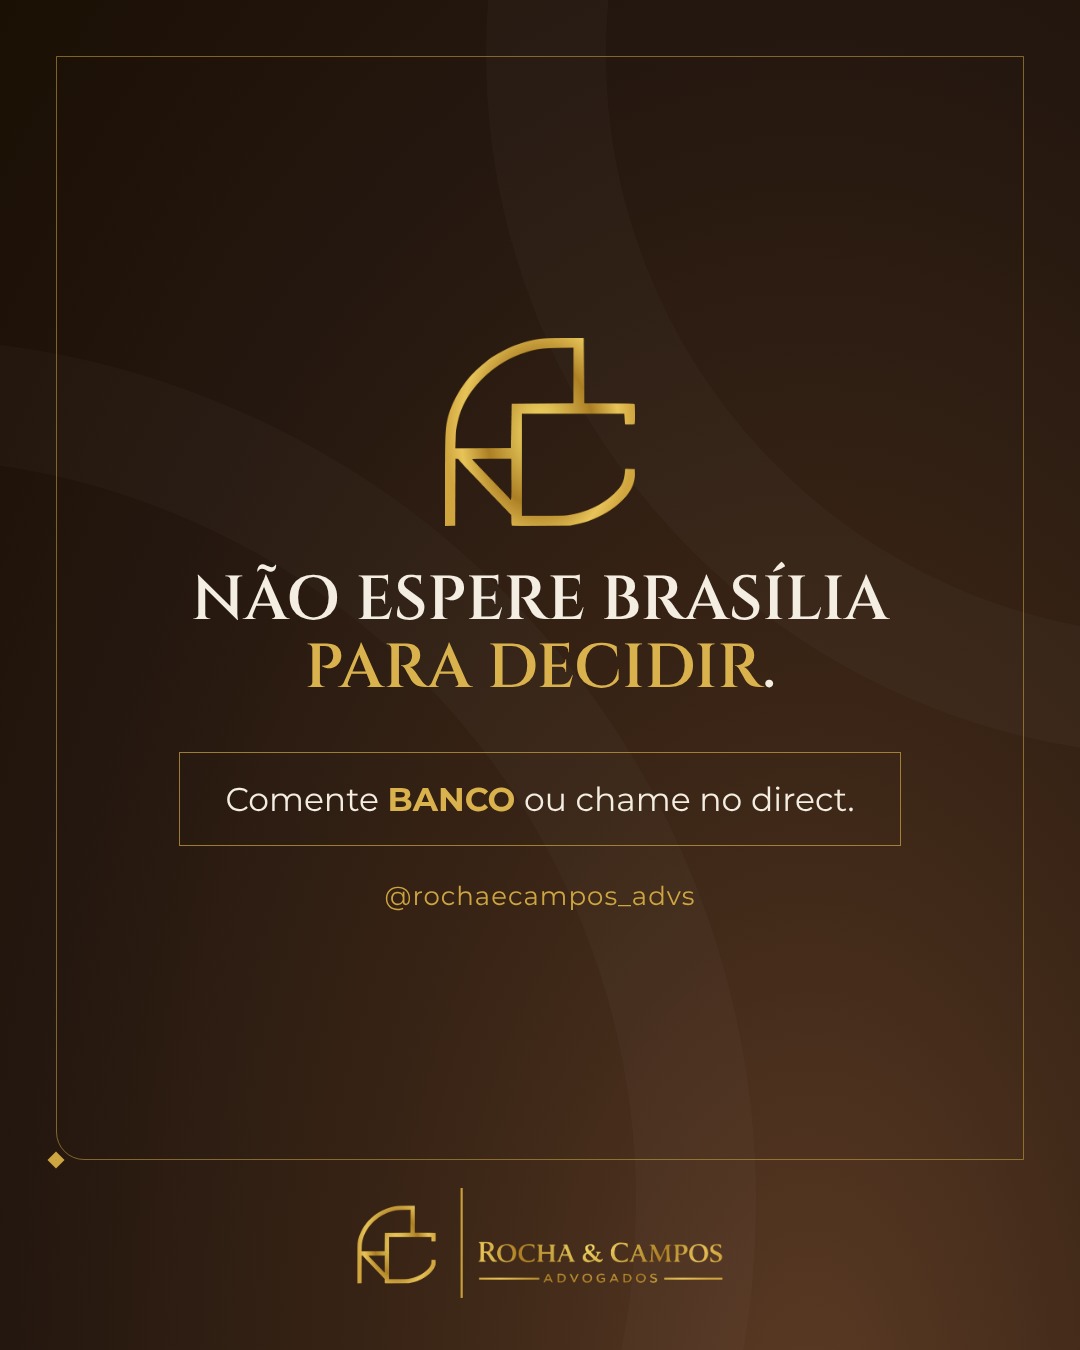 NÃO ESPERE BRASÍLIA
PARA DECIDIR.
Comente BANCO ou chame no direct.
@rochaecampos_advs
ROCHA & CAMPOS
ADVOGADOS